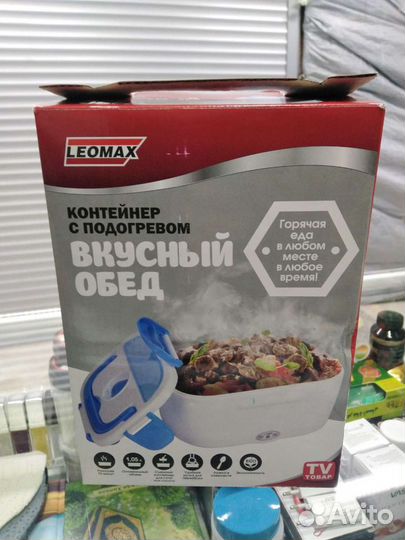 LEOMAX
КОНТЕЙНЕР
С ПОДОГРЕВОМ
ВКУСНЫЙ
ОБЕД
Горячая
еда
в любом
месте
в любое
время!
1,05 л
TV
ТОВАР
Avito